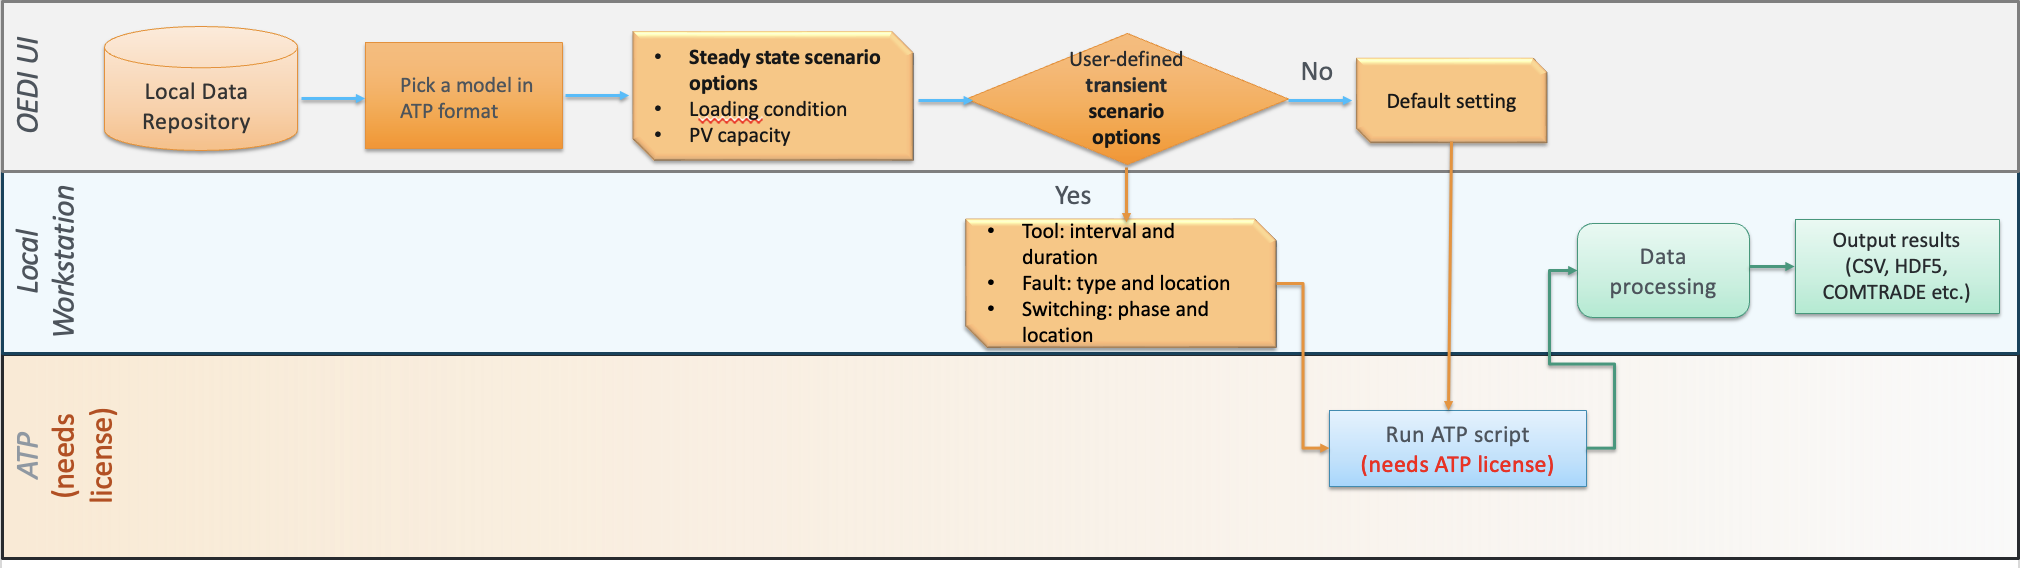 OEDI UI
Local Data
Repository
Pick a model in
ATP format
• Steady state scenario
options
• Loading condition
• PV capacity
User-defined
transient
scenario
options
No
Default setting
Local
Workstation
Yes
• Tool: interval and
duration
• Fault: type and location
• Switching: phase and
location
Data
processing
Output results
(CSV, HDF5,
COMTRADE etc.)
ATP
(needs
license)
Run ATP script
(needs ATP license)